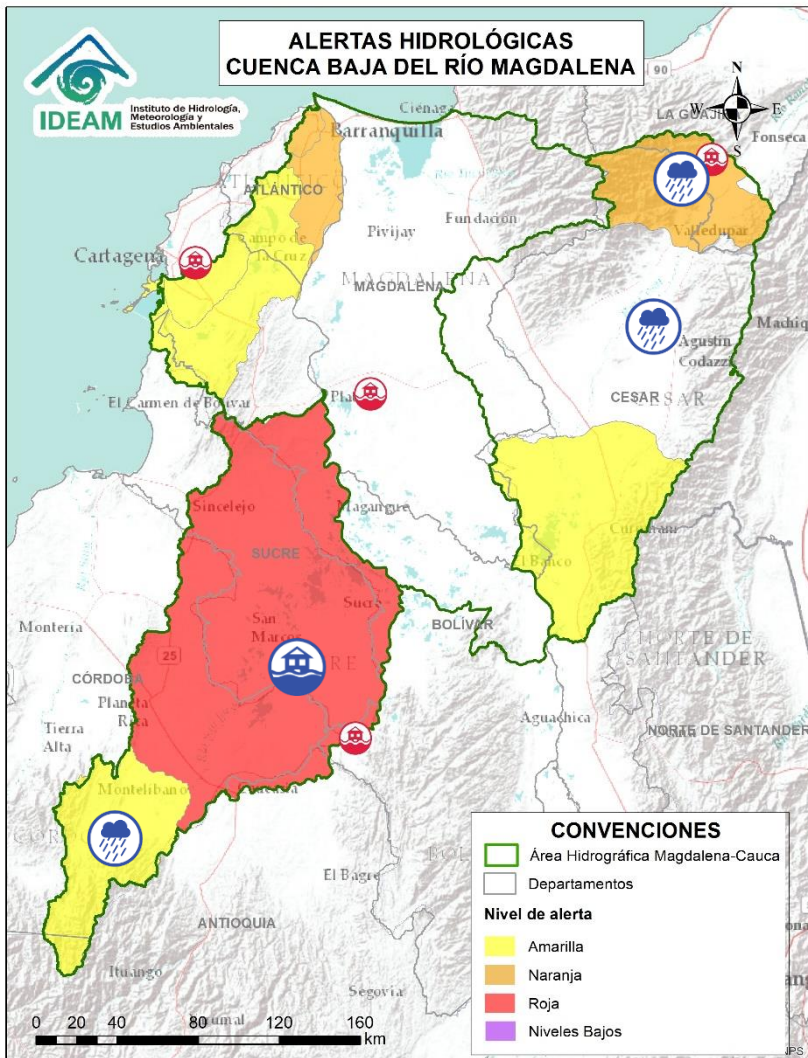 ALERTAS HIDROLÓGICAS
CUENCA BAJA DEL RÍO MAGDALENA
IDEAM
Instituto de Hidrología,
Meteorología y
Estudios Ambientales
N
W
E
S
90
Ciénaga
LA GUAJIRA
Fonseca
Barranquilla
ATLÁNTICO
Pivijay
Fundación
Valledupar
Cartagena
Campo de
la Cruz
MAGDALENA
MAGDALENA
Agustín
Codazzi
El Carmen de Bolívar
CESAR
CESAR
Sincelejo
Magangué
SUCRE
El Banco
Sucre
San
Marcos
BOLÍVAR
Montería
NORTE DE
SANTANDER
25
CÓRDOBA
Planeta
Rica
Aguachica
NORTE DE SANTANDER
Tierra
Alta
Montelíbano
Caucasia
El Bagre
ANTIOQUIA
Ituango
Segovia
CONVENCIONES
Área Hidrográfica Magdalena-Cauca
Departamentos
Nivel de alerta
Amarilla
Naranja
Roja
Niveles Bajos
0 20 40 80 120 160
km